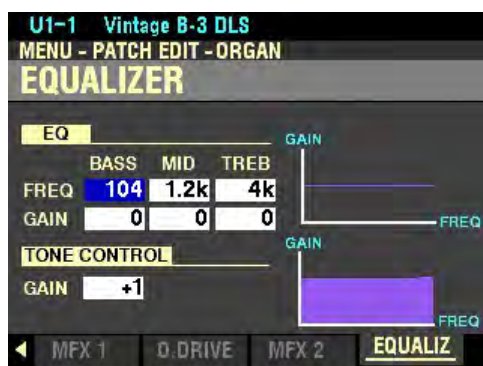 U1-1 Vintage B-3 DLS
MENU - PATCH EDIT - ORGAN
EQUALIZER
EQ
GAIN
BASS MID TREB
FREQ 104 1.2k 4k
GAIN 0 0 0
FREQ
TONE CONTROL
GAIN
GAIN +1
FREQ
MFX 1 O.DRIVE MFX 2 EQUALIZ